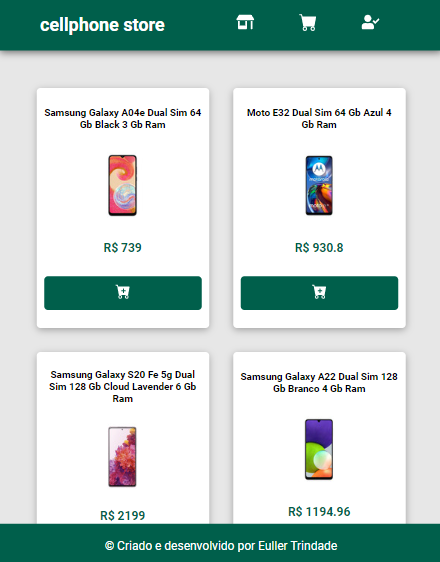 cellphone store
Samsung Galaxy A04e Dual Sim 64
Gb Black 3 Gb Ram
R$ 739
Moto E32 Dual Sim 64 Gb Azul 4
Gb Ram
motorola
R$ 930.8
Samsung Galaxy S20 Fe 5g Dual
Sim 128 Gb Cloud Lavender 6 Gb
Ram
R$ 2199
Samsung Galaxy A22 Dual Sim 128
Gb Branco 4 Gb Ram
R$ 1194.96
© Criado e desenvolvido por Euller Trindade